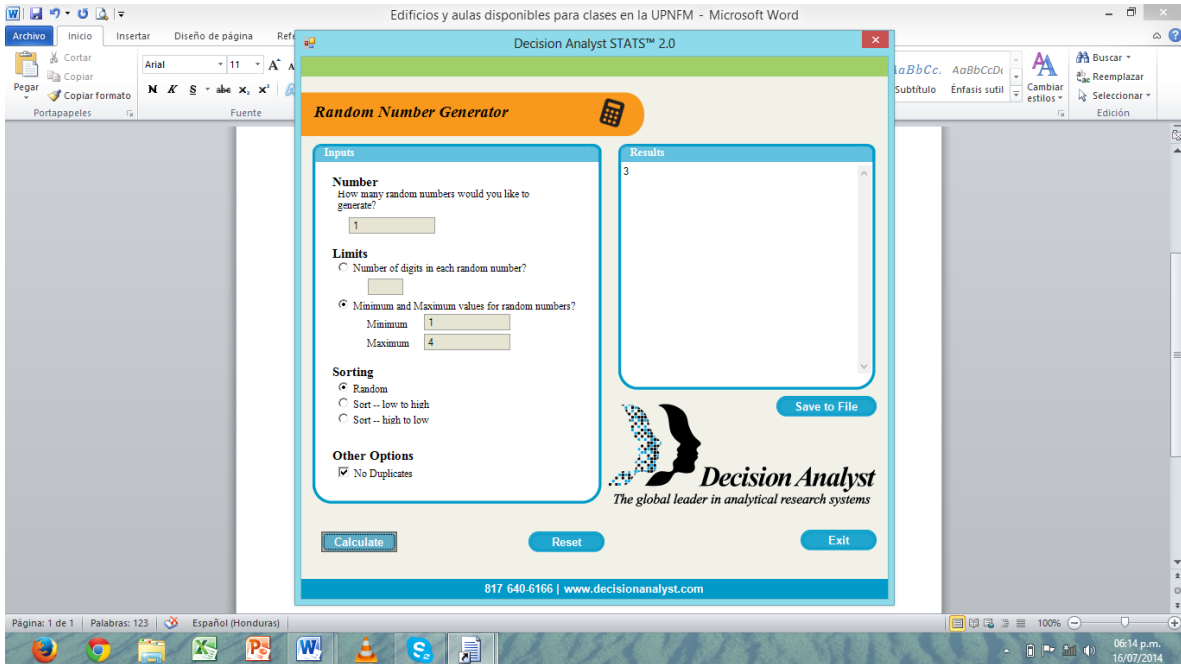 Edificios y aulas disponibles para clases en la UPNFM - Microsoft Word
Archivo Inicio Insertar Diseño de página
Cortar
Copiar
Copiar formato
Pegar
Portapapeles
Arial 11
N K S abe x₂ x²
Fuente
AaBbCcDc
Subtítulo Énfasis sutil
Cambiar estilos
Buscar
Reemplazar
Seleccionar
Edición
Decision Analyst STATS™ 2.0
Random Number Generator
Inputs
Number
How many random numbers would you like to
generate?
1
Limits
Number of digits in each random number?
Minimum and Maximum values for random numbers?
Minimum 1
Maximum 4
Sorting
Random
Sort -- low to high
Sort -- high to low
Other Options
No Duplicates
Results
3
Save to File
Decision Analyst
The global leader in analytical research systems
Calculate Reset Exit
817 640-6166 | www.decisionanalyst.com
Página: 1 de 1 Palabras: 123 Español (Honduras) 100%
06:14 p.m.
16/07/2014